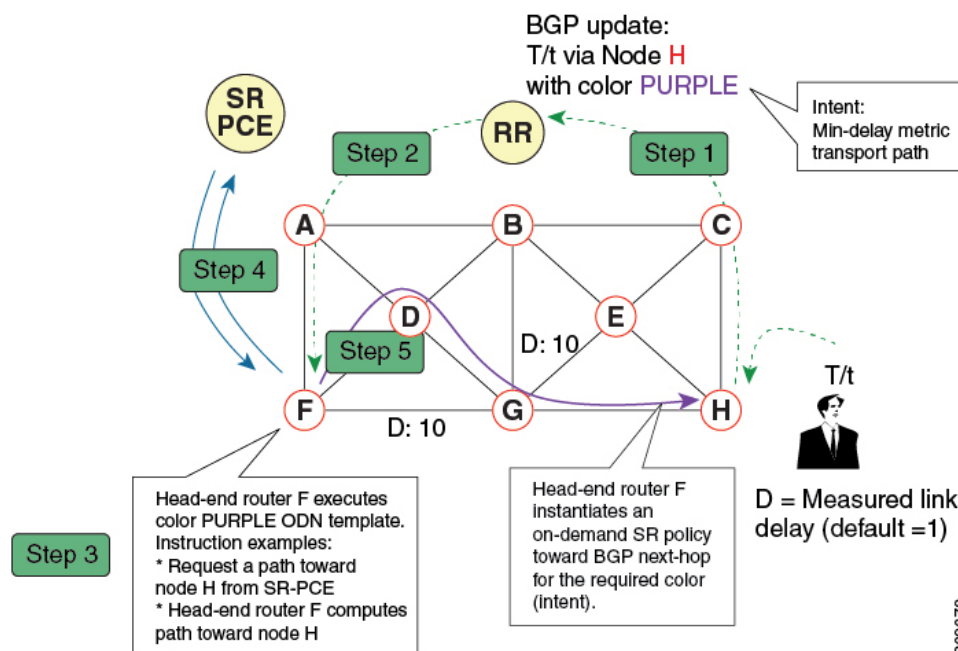 BGP update:
T/t via Node H
with color PURPLE
SR
PCE
RR
Intent:
Min-delay metric
transport path
Step 2
Step 1
A
B
C
Step 4
D
E
Step 5
D: 10
T/t
F
G
H
D: 10
Head-end router F executes
color PURPLE ODN template.
Instruction examples:
* Request a path toward
node H from SR-PCE
* Head-end router F computes
path toward node H
Head-end router F
instantiates an
on-demand SR policy
toward BGP next-hop
for the required color
(intent).
D = Measured link
delay (default =1)
Step 3